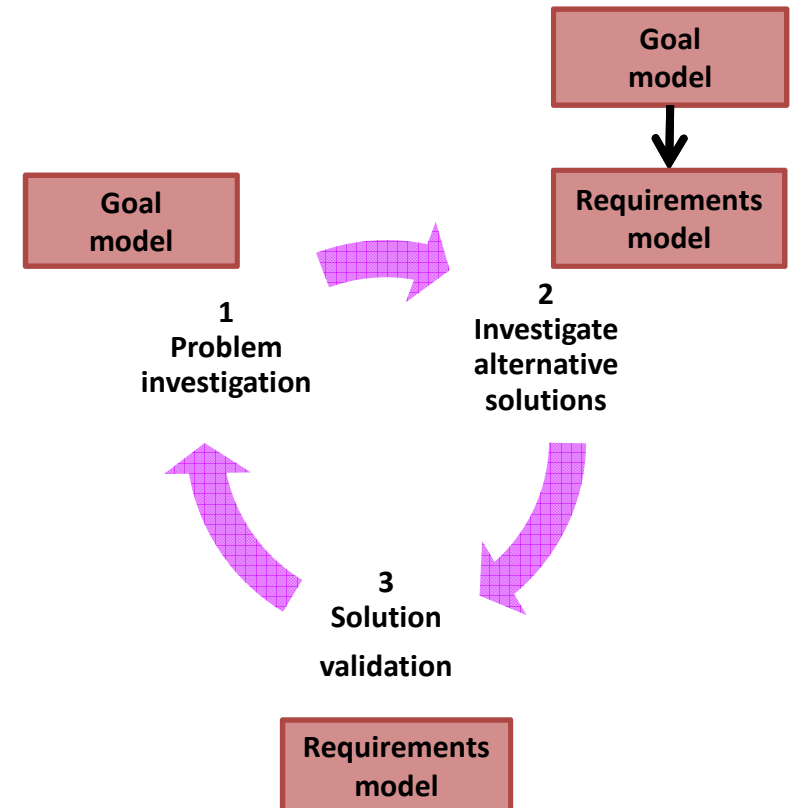 Goal
model
Requirements
model
Goal
model
1
Problem
investigation
2
Investigate
alternative
solutions
3
Solution
validation
Requirements
model